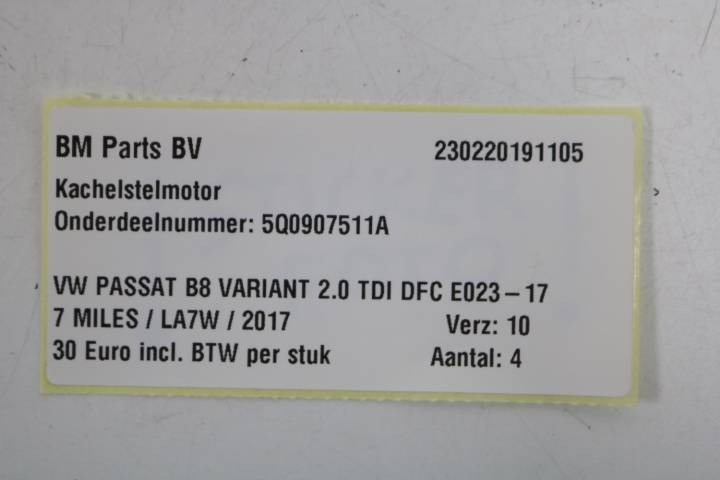 BM Parts BV 230220191105
Kachelstelmotor
Onderdeelnummer: 5Q0907511A
VW PASSAT B8 VARIANT 2.0 TDI DFC E023-17
7 MILES / LA7W / 2017 Verz: 10
30 Euro incl. BTW per stuk Aantal: 4